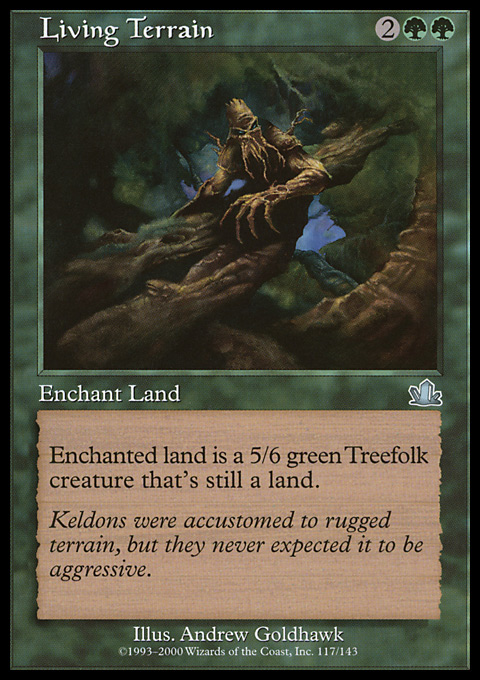 Living Terrain 2
Enchant Land
Enchanted land is a 5/6 green Treefolk
creature that's still a land.
Keldons were accustomed to rugged
terrain, but they never expected it to be
aggressive.
Illus. Andrew Goldhawk
©1993–2000 Wizards of the Coast, Inc. 117/143